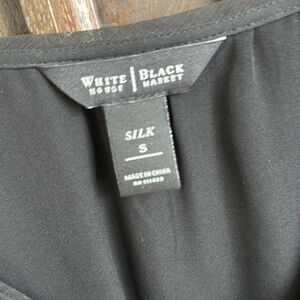 WHITE | BLACK
HOUSE | MARKET
SILK
S
MADE IN CHINA